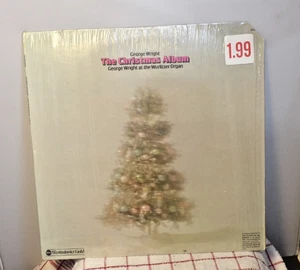 George Wright
The Christmas Album
George Wright at the Wurlitzer Organ
1.99